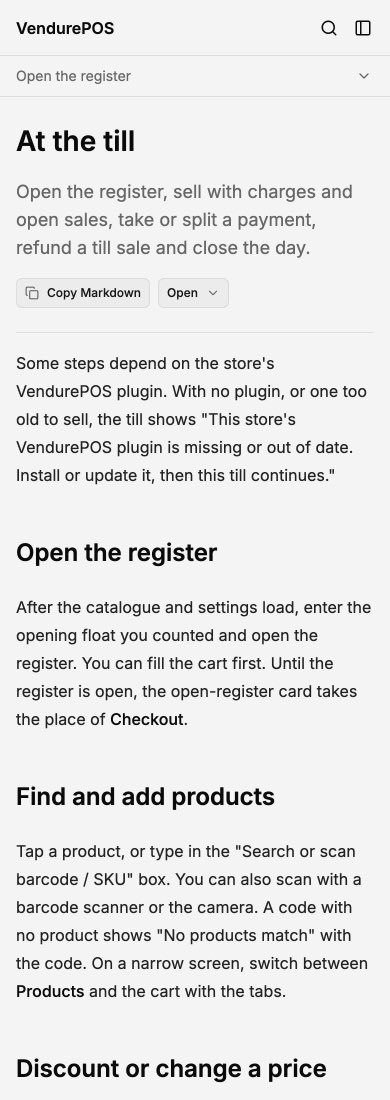 VendurePOS
Open the register
At the till
Open the register, sell with charges and
open sales, take or split a payment,
refund a till sale and close the day.
Copy Markdown
Open
Some steps depend on the store's
VendurePOS plugin. With no plugin, or one too
old to sell, the till shows "This store's
VendurePOS plugin is missing or out of date.
Install or update it, then this till continues."
Open the register
After the catalogue and settings load, enter the
opening float you counted and open the
register. You can fill the cart first. Until the
register is open, the open-register card takes
the place of Checkout.
Find and add products
Tap a product, or type in the "Search or scan
barcode / SKU" box. You can also scan with a
barcode scanner or the camera. A code with
no product shows "No products match" with
the code. On a narrow screen, switch between
Products and the cart with the tabs.
Discount or change a price